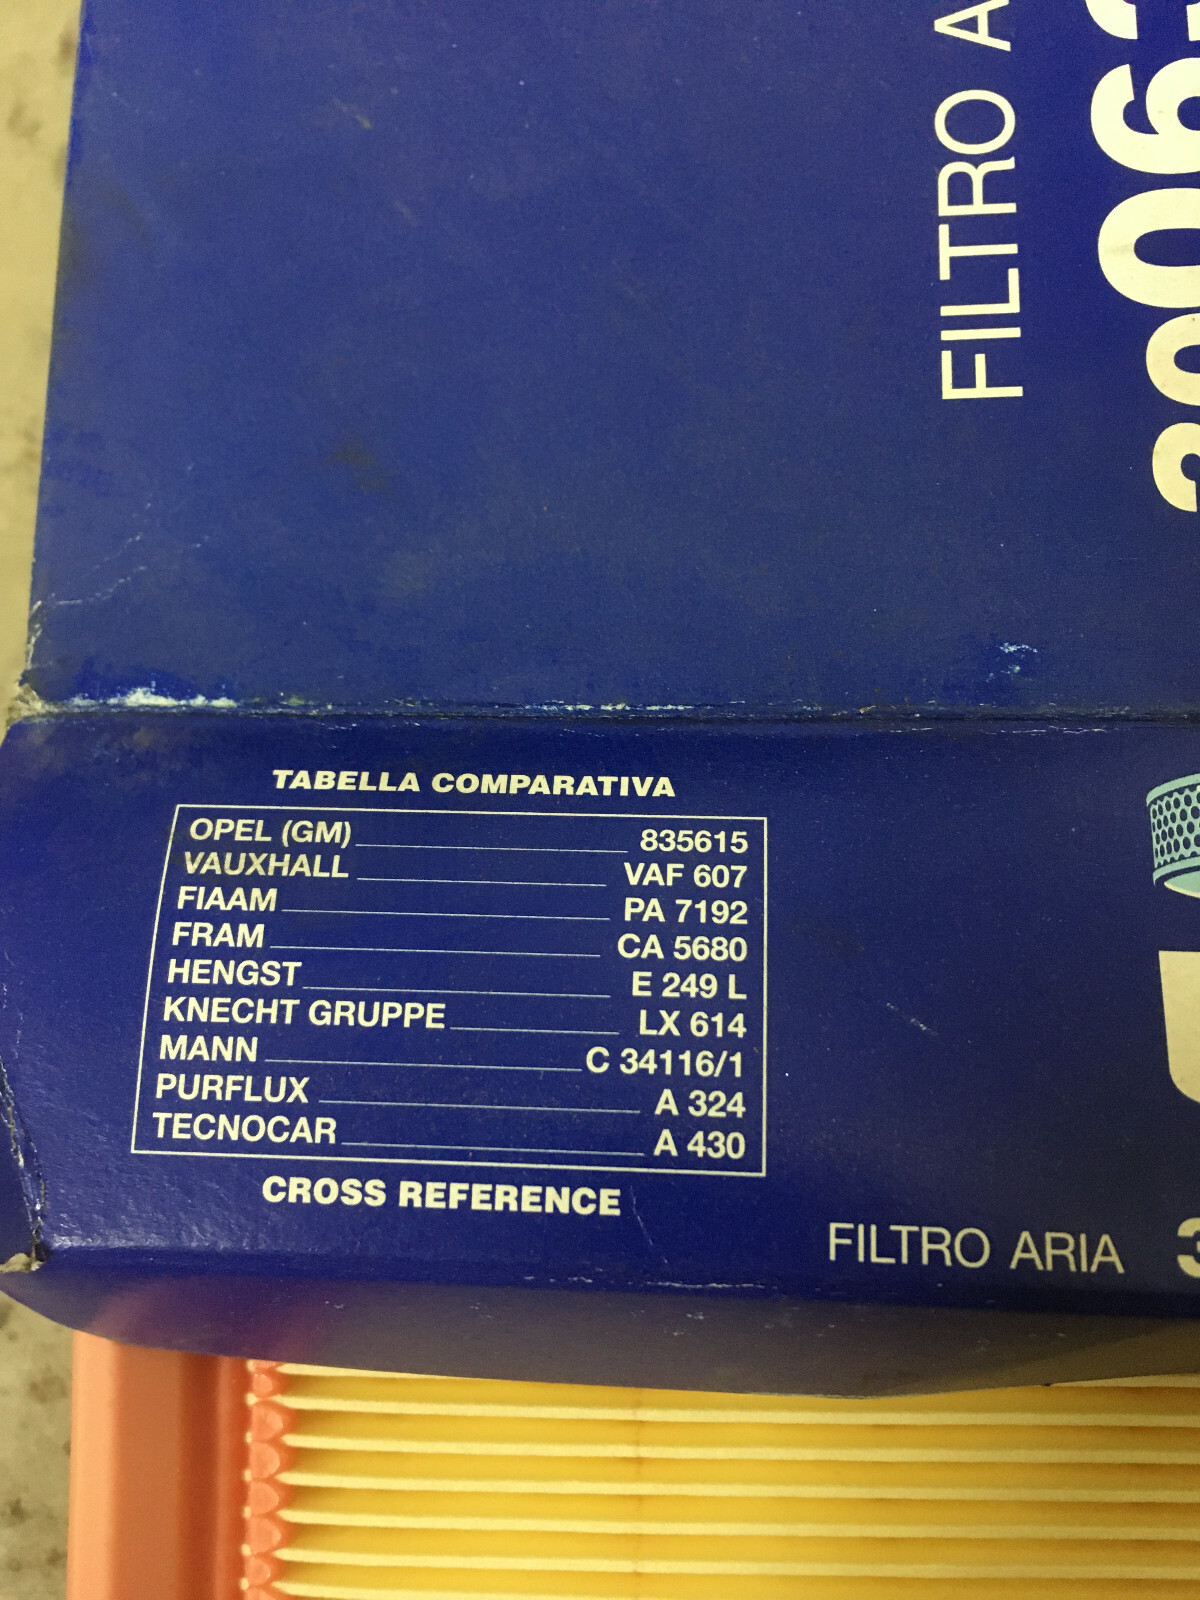 FILTRO A
TABELLA COMPARATIVA
OPEL (GM) 835615
VAUXHALL VAF 607
FIAAM PA 7192
FRAM CA 5680
HENGST E 249 L
KNECHT GRUPPE LX 614
MANN C 34116/1
PURFLUX A 324
TECNOCAR A 430
CROSS REFERENCE
FILTRO ARIA